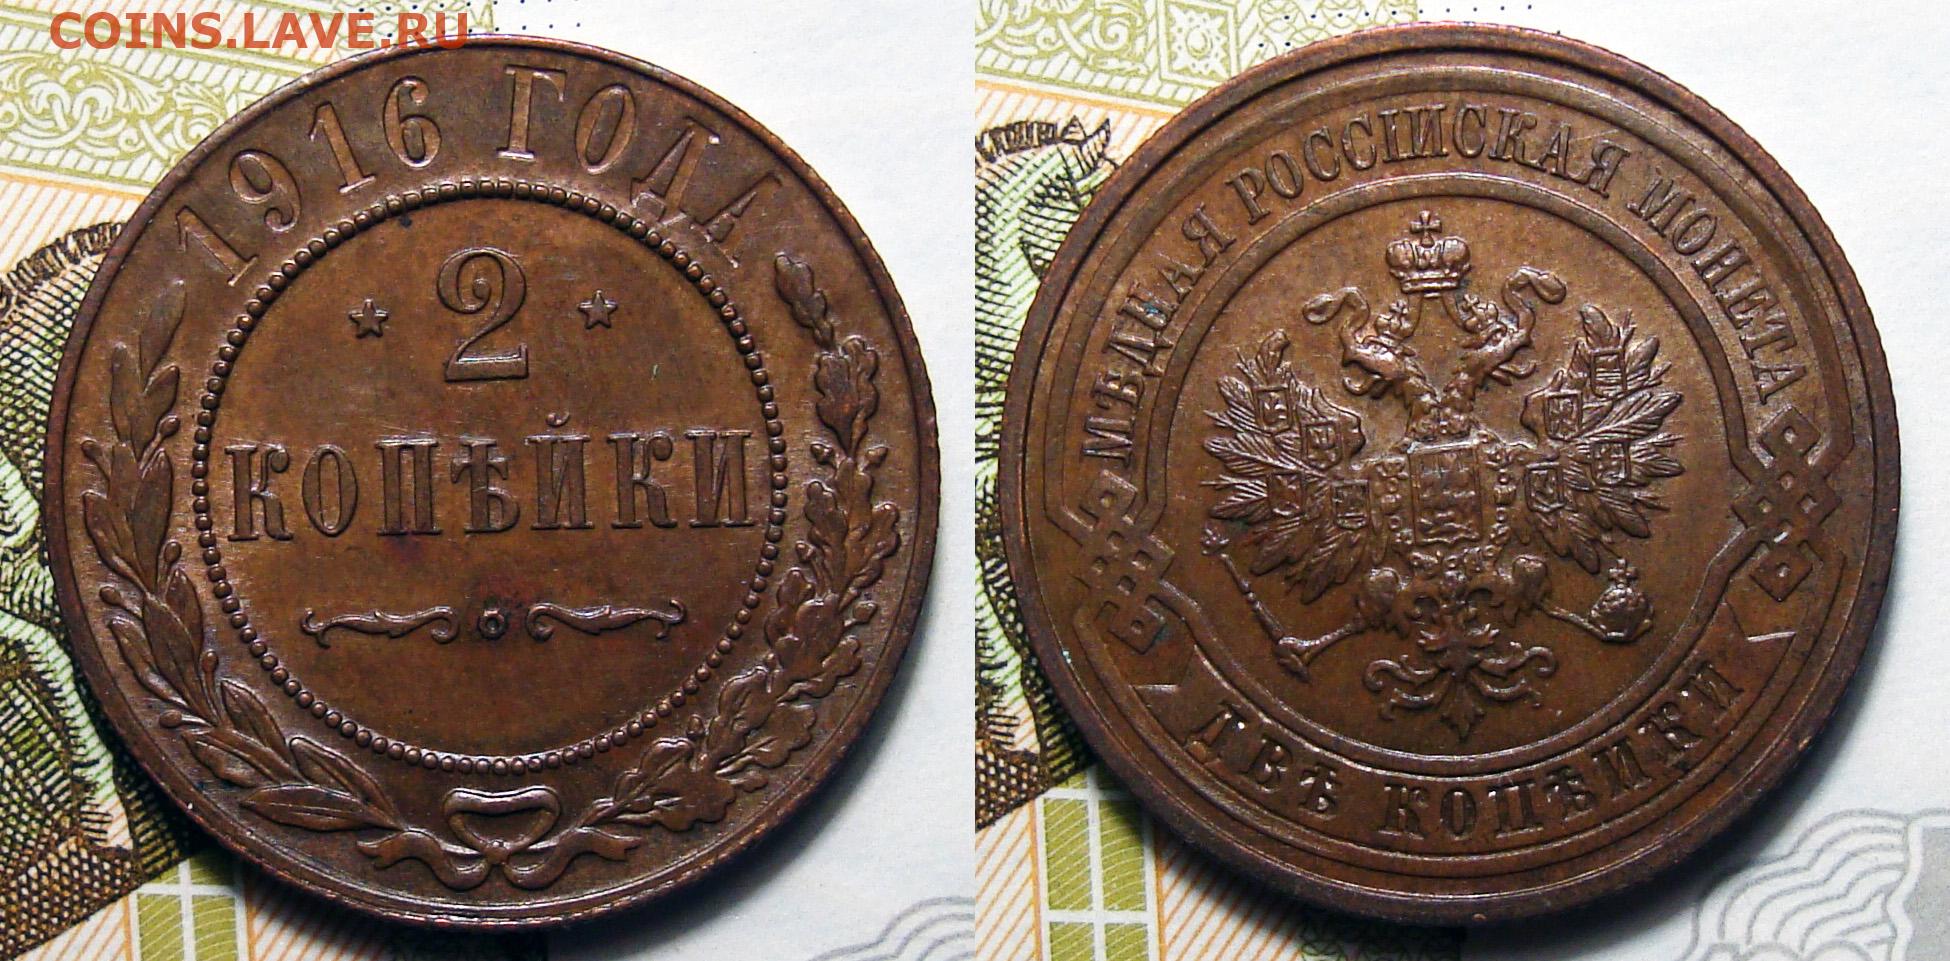 COINS.LAVE.RU
1916 ГОДА
2
КОПѢЙКИ
МѢДНАЯ РОССІЙСКАЯ МОНЕТА
ДВѢ КОПѢЙКИ